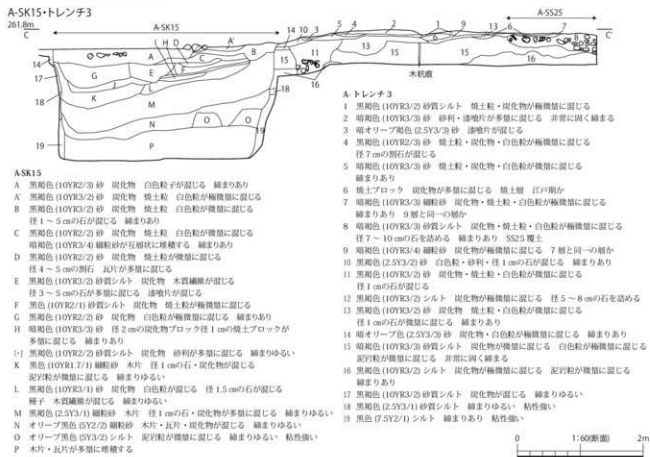 A-SK15・トレンチ3
261.8m
C
A-SK15
A-SS25
C'
木杭痕
A-SK15
A 黒褐色(10YR2/3)砂 炭化物 白色粒子が混じる 締まりあり
A' 黒褐色(10YR3/2)砂 焼土粒 白色粒が極微量に混じる
B 黒褐色(10YR3/2)砂 炭化物 焼土粒 白色粒が微量に混じる
径1～5㎝の石が混じる 締まりあり
C 黒褐色(10YR2/2)砂 炭化物 焼土粒 白色粒が微量に混じる
暗褐色(10YR3/4)細粒砂が互層状に堆積する 締まりあり
D 黒褐色(10YR2/2)砂 炭化物 焼土粒が微量に混じる
径4～5㎝の割石 瓦片が多量に混じる
E 黒褐色(10YR2/3)砂質シルト 炭化物 木質繊維が混じる
径3～5㎝の石が多量に混じる 漆喰片が混じる
F 黒色(10YR2/1)砂質シルト 炭化物 焼土粒が極微量に混じる
G 黒褐色(10YR2/2)砂 炭化物 白色粒が極微量に混じる 締まりあり
H 暗褐色(10YR3/3)砂 径2㎝の炭化物ブロック径1㎝の焼土ブロックが
多量に混じる 締まりあり
I・J 黒褐色(10YR2/2)砂質シルト 炭化物 砂利が多量に混じる 締まりゆるい
K 黒色(10YR1.7/1)細粒砂 木片 径1㎝の石・炭化物が混じる
泥岩粒が微量に混じる 締まりゆるい
L 黒褐色(10YR3/1)砂 炭化物 白色粒が混じる 径1.5㎝の石が混じる
種子 木質繊維が混じる 締まりゆるい
M 黒褐色(2.5Y3/1)細粒砂 木片 径1㎝の石・炭化物が多量に混じる 締まりゆるい
N オリーブ黒色(5Y2/2)細粒砂 木片・瓦片・炭化物が混じる 締まりゆるい
O オリーブ黒色(5Y3/2)シルト 泥岩粒が微量に混じる 締まりゆるい 粘性強い
P 木片・瓦片が多量に堆積する
A-トレンチ3
1 黒褐色(10YR3/2)砂質シルト 焼土粒・炭化物が極微量に混じる
2 暗褐色(10YR3/3)砂 砂利・漆喰片が多量に混じる 非常に固く締まる
3 暗オリーブ褐色(2.5Y3/3)砂 漆喰片が混じる
4 黒褐色(10YR2/3)砂 焼土粒・炭化物・白色粒が極微量に混じる
径7㎝の割石が混じる
5 暗褐色(10YR3/3)砂 焼土粒・炭化物・白色粒が微量に混じる
締まりあり
6 焼土ブロック 炭化物が多量に混じる 焼土層 江戸期か
7 暗褐色(10YR3/3)細粒砂 炭化物・焼土粒・白色粒が極微量に混じる
締まりあり 9層と同一の層か
8 暗褐色(10YR3/3)砂質シルト 炭化物・焼土粒・白色粒が微量に混じる
径7～10㎝の石を詰める 締まりあり SS25覆土
9 暗褐色(10YR3/4)細粒砂 炭化物が極微量に混じる 7層と同一の層か
10 黒褐色(2.5Y3/2)砂 白色粒・砂利・径1㎝の石が混じる 締まりあり
11 黒褐色(10YR3/2)砂 炭化物・焼土粒・白色粒が微量に混じる
径1㎝の石が混じる
12 黒褐色(10YR3/2)シルト 炭化物が極微量に混じる 径5～8㎝の石を詰める
13 黒褐色(10YR3/2)砂 炭化物・焼土粒・白色粒が微量に混じる
径1㎝の石が微量に混じる 締まりあり
14 暗オリーブ色(2.5Y3/3)砂 炭化物・白色粒が極微量に混じる 締まりあり
15 暗褐色(10YR3/3)砂質シルト 炭化物が微量に混じる 白色粒が極微量に混じる
泥岩粒が微量に混じる 非常に固く締まる
16 黒褐色(10YR3/2)シルト 炭化物が極微量に混じる 泥岩粒が微量に混じる
締まりあり
17 黒褐色(10YR3/2)砂質シルト 締まりゆるい
18 黒褐色(2.5Y3/1)砂質シルト 締まりゆるい 粘性強い
19 黒色(7.5Y2/1)シルト 締まりあり 粘性強い
0 1:60(断面) 2m